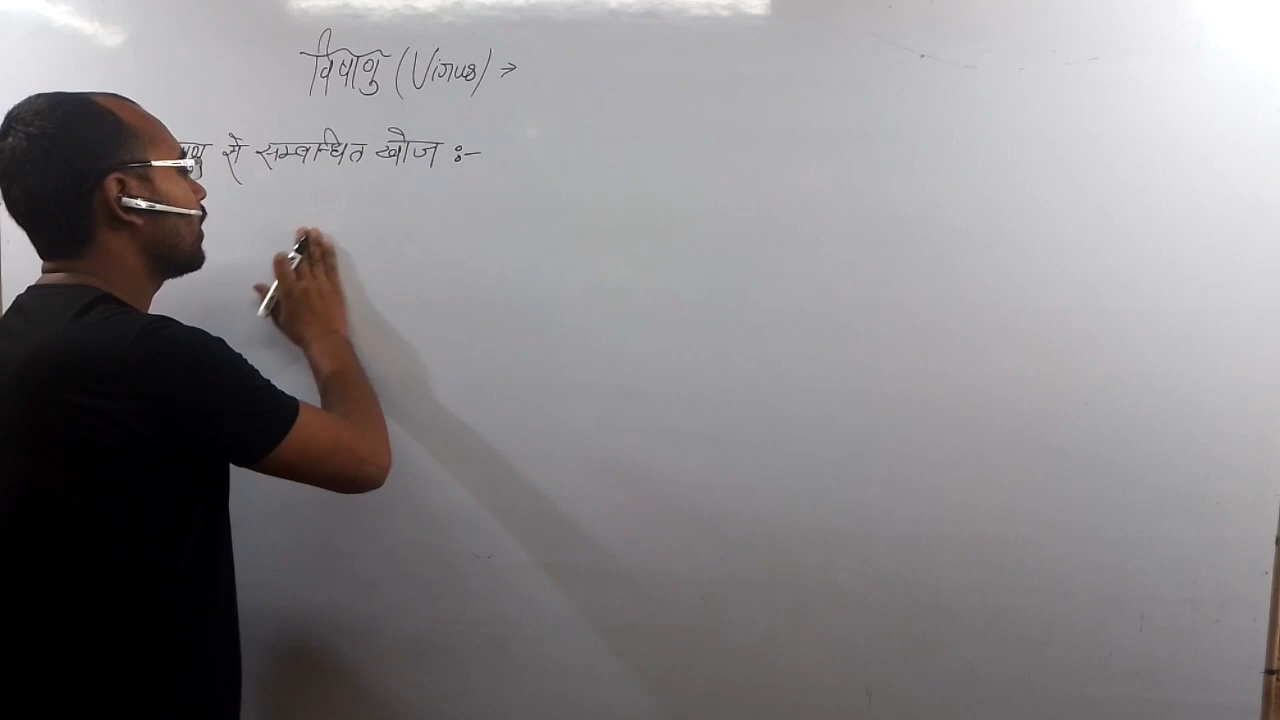 विषाणु (Virus) →
से सम्बन्धित खोज :-